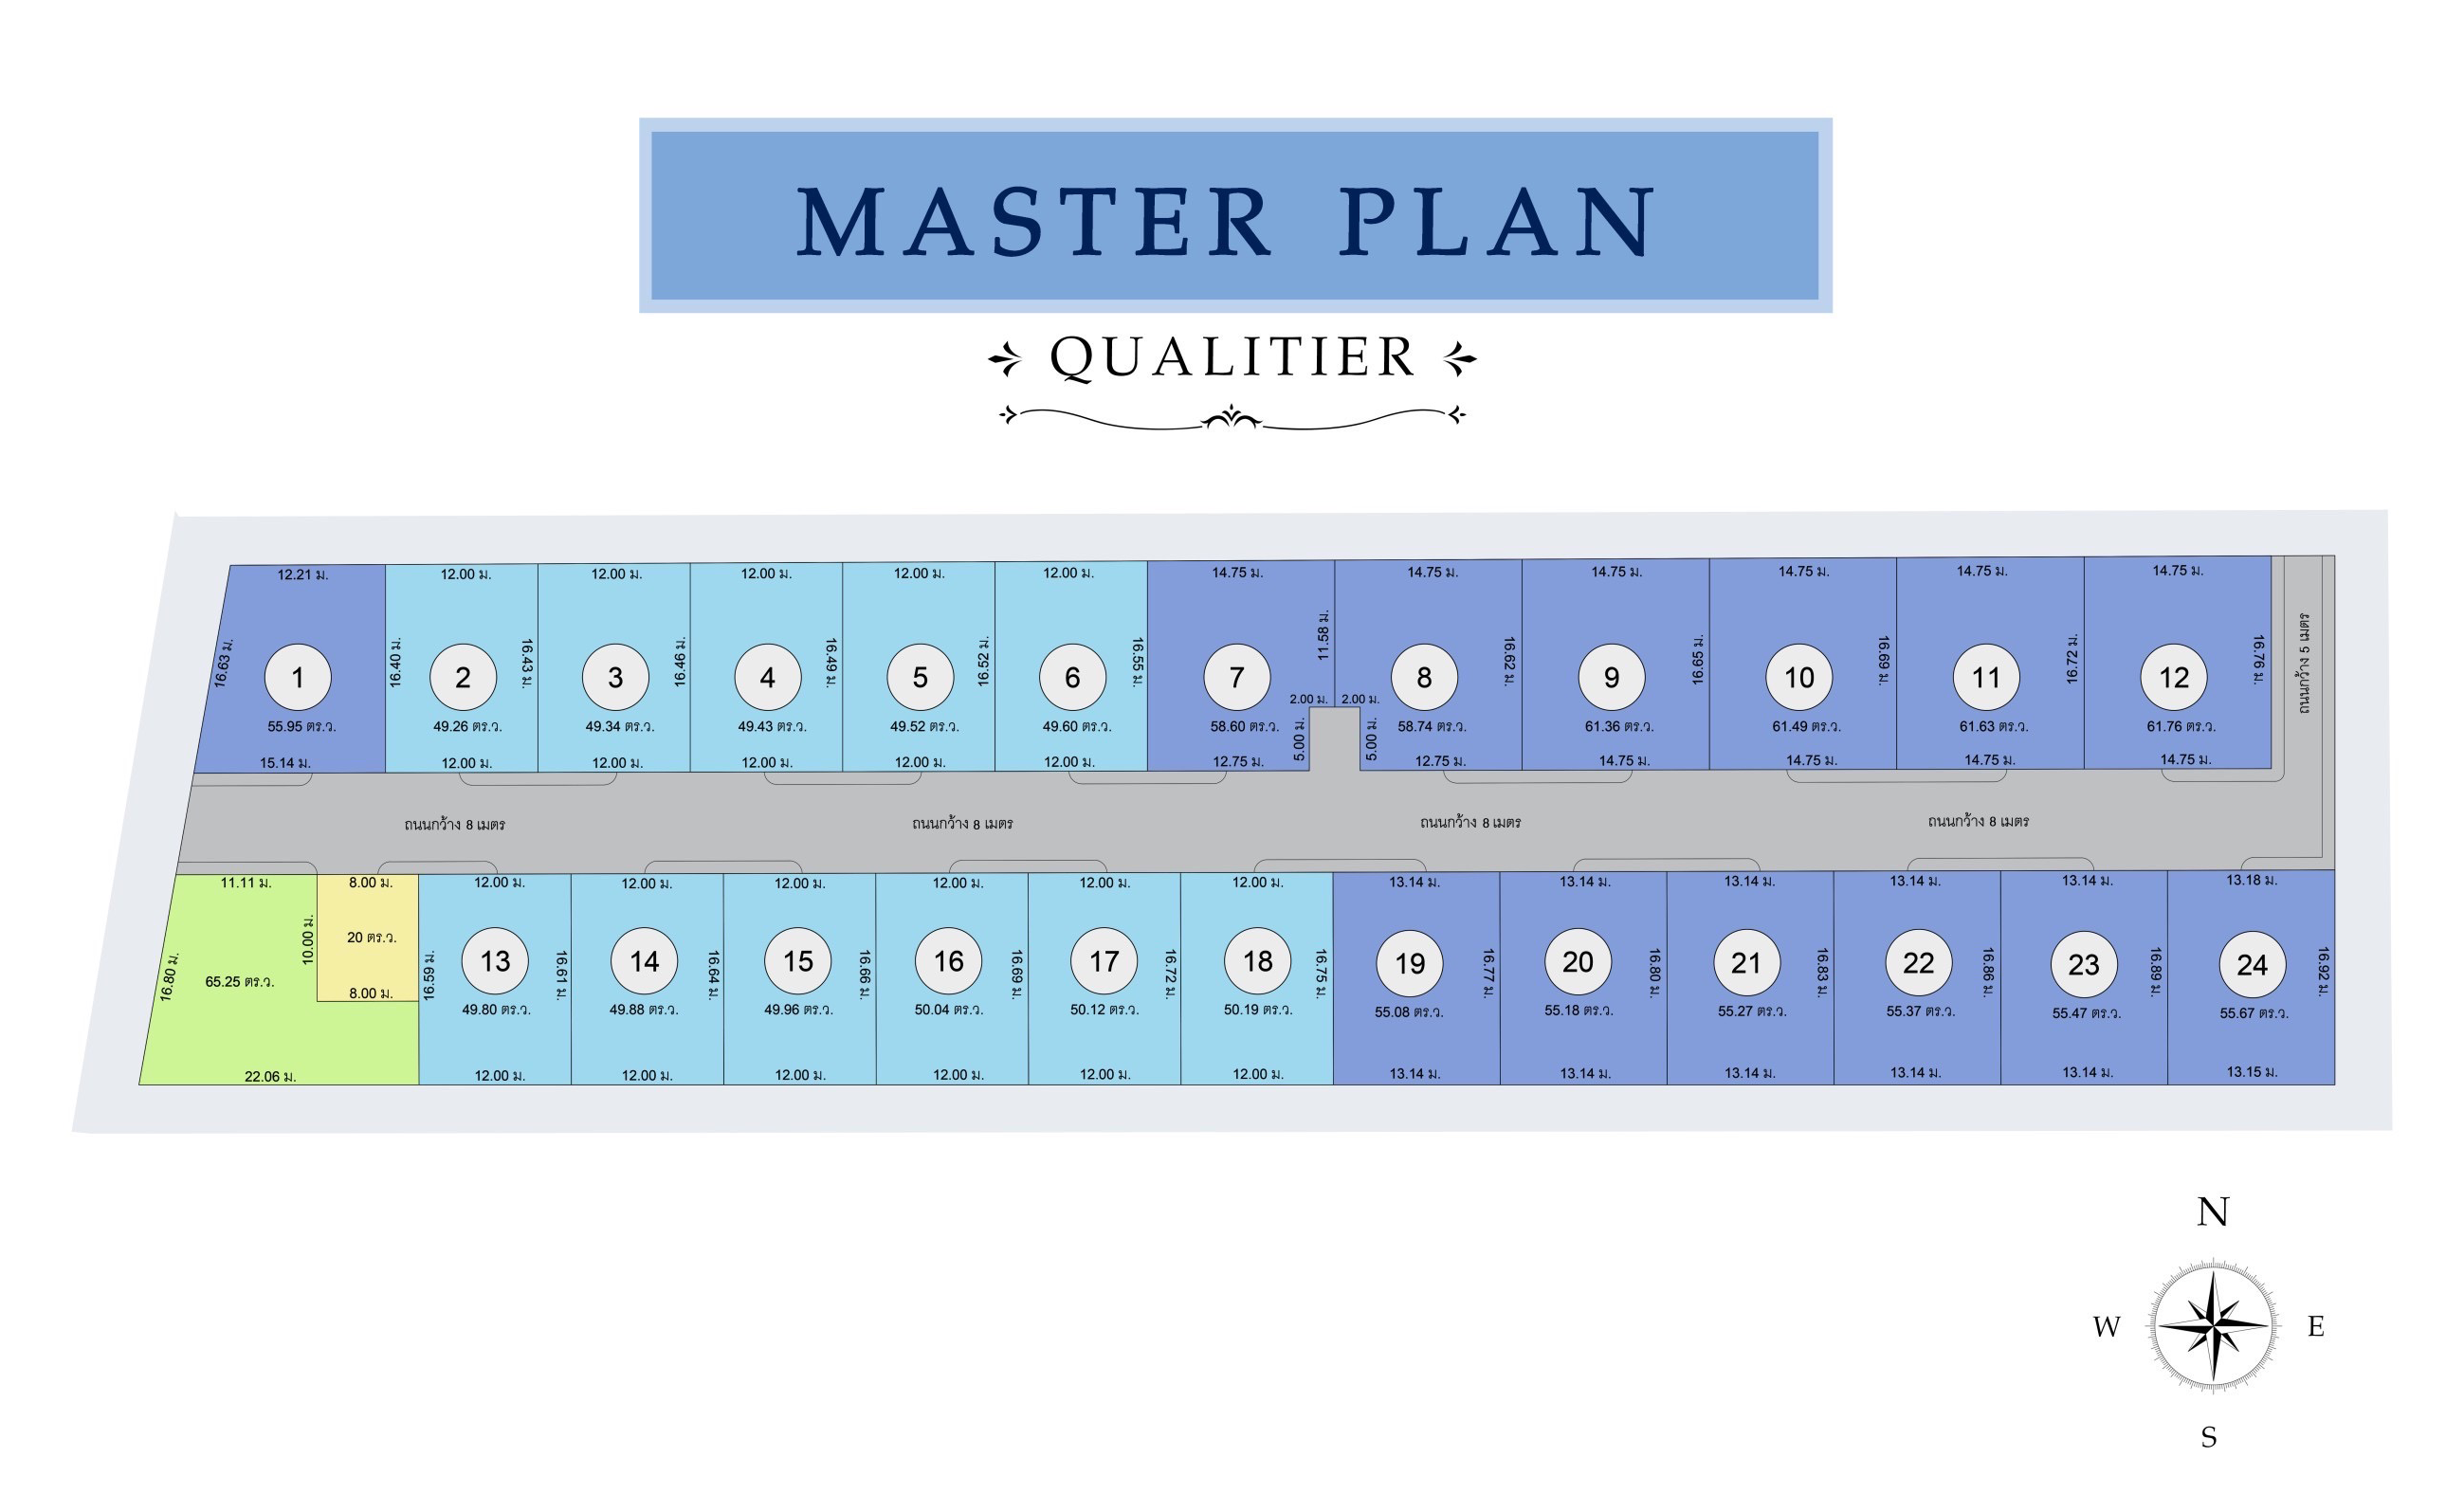 MASTER PLAN
QUALITIER
12.21 ม.
12.00 ม.
12.00 ม.
12.00 ม.
12.00 ม.
12.00 ม.
14.75 ม.
14.75 ม.
14.75 ม.
14.75 ม.
14.75 ม.
14.75 ม.
16.63 ม.
16.40 ม.
16.43 ม.
16.46 ม.
16.49 ม.
16.52 ม.
16.55 ม.
11.58 ม.
16.62 ม.
16.65 ม.
16.69 ม.
16.72 ม.
16.76 ม.
ถนนกว้าง 5 เมตร
1
2
3
4
5
6
7
8
9
10
11
12
2.00 ม.
2.00 ม.
55.95 ตร.ว.
49.26 ตร.ว.
49.34 ตร.ว.
49.43 ตร.ว.
49.52 ตร.ว.
49.60 ตร.ว.
58.60 ตร.ว.
5.00 ม.
5.00 ม.
58.74 ตร.ว.
61.36 ตร.ว.
61.49 ตร.ว.
61.63 ตร.ว.
61.76 ตร.ว.
15.14 ม.
12.00 ม.
12.00 ม.
12.00 ม.
12.00 ม.
12.00 ม.
12.75 ม.
12.75 ม.
14.75 ม.
14.75 ม.
14.75 ม.
14.75 ม.
ถนนกว้าง 8 เมตร
ถนนกว้าง 8 เมตร
ถนนกว้าง 8 เมตร
ถนนกว้าง 8 เมตร
11.11 ม.
8.00 ม.
12.00 ม.
12.00 ม.
12.00 ม.
12.00 ม.
12.00 ม.
12.00 ม.
13.14 ม.
13.14 ม.
13.14 ม.
13.14 ม.
13.14 ม.
13.18 ม.
16.80 ม.
65.25 ตร.ว.
10.00 ม.
20 ตร.ว.
8.00 ม.
16.59 ม.
16.61 ม.
16.64 ม.
16.66 ม.
16.69 ม.
16.72 ม.
16.75 ม.
16.77 ม.
16.80 ม.
16.83 ม.
16.86 ม.
16.89 ม.
16.92 ม.
13
14
15
16
17
18
19
20
21
22
23
24
49.80 ตร.ว.
49.88 ตร.ว.
49.96 ตร.ว.
50.04 ตร.ว.
50.12 ตร.ว.
50.19 ตร.ว.
55.08 ตร.ว.
55.18 ตร.ว.
55.27 ตร.ว.
55.37 ตร.ว.
55.47 ตร.ว.
55.67 ตร.ว.
22.06 ม.
12.00 ม.
12.00 ม.
12.00 ม.
12.00 ม.
12.00 ม.
12.00 ม.
13.14 ม.
13.14 ม.
13.14 ม.
13.14 ม.
13.14 ม.
13.15 ม.
N
W
E
S